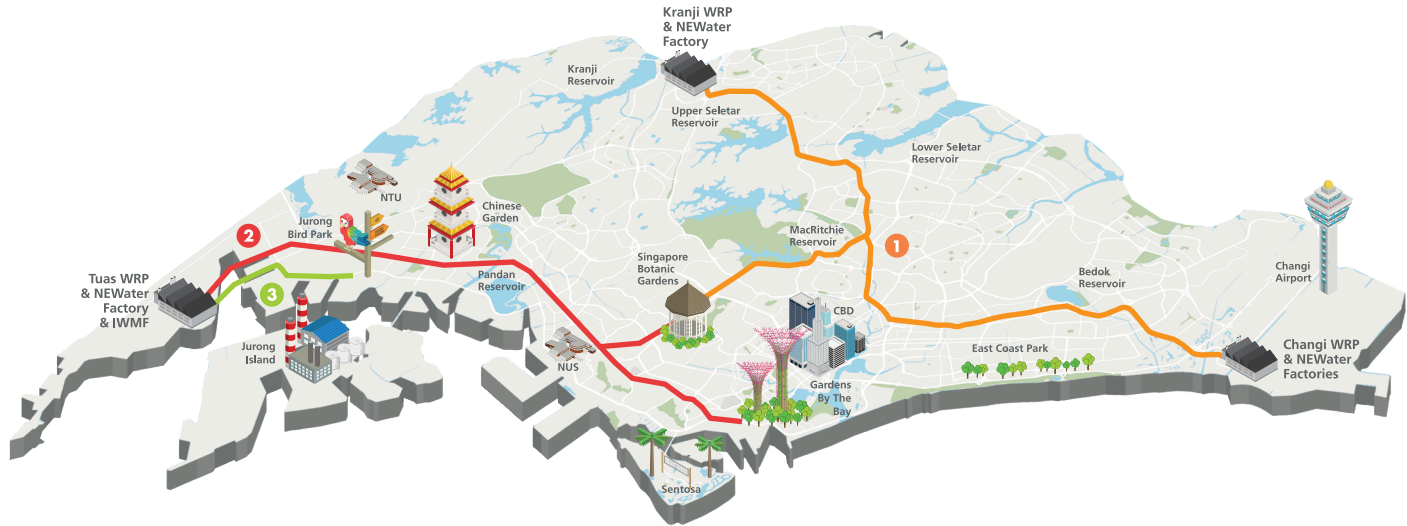 Kranji WRP
& NEWater
Factory
Kranji
Reservoir
Upper Seletar
Reservoir
Lower Seletar
Reservoir
NTU
Chinese
Garden
Jurong
Bird Park
2
MacRitchie
Reservoir
1
Singapore
Botanic
Gardens
Pandan
Reservoir
Bedok
Reservoir
Changi
Airport
Tuas WRP
& NEWater
Factory
& IWMF
3
CBD
Jurong
Island
NUS
East Coast Park
Changi WRP
& NEWater
Factories
Gardens
By The
Bay
Sentosa